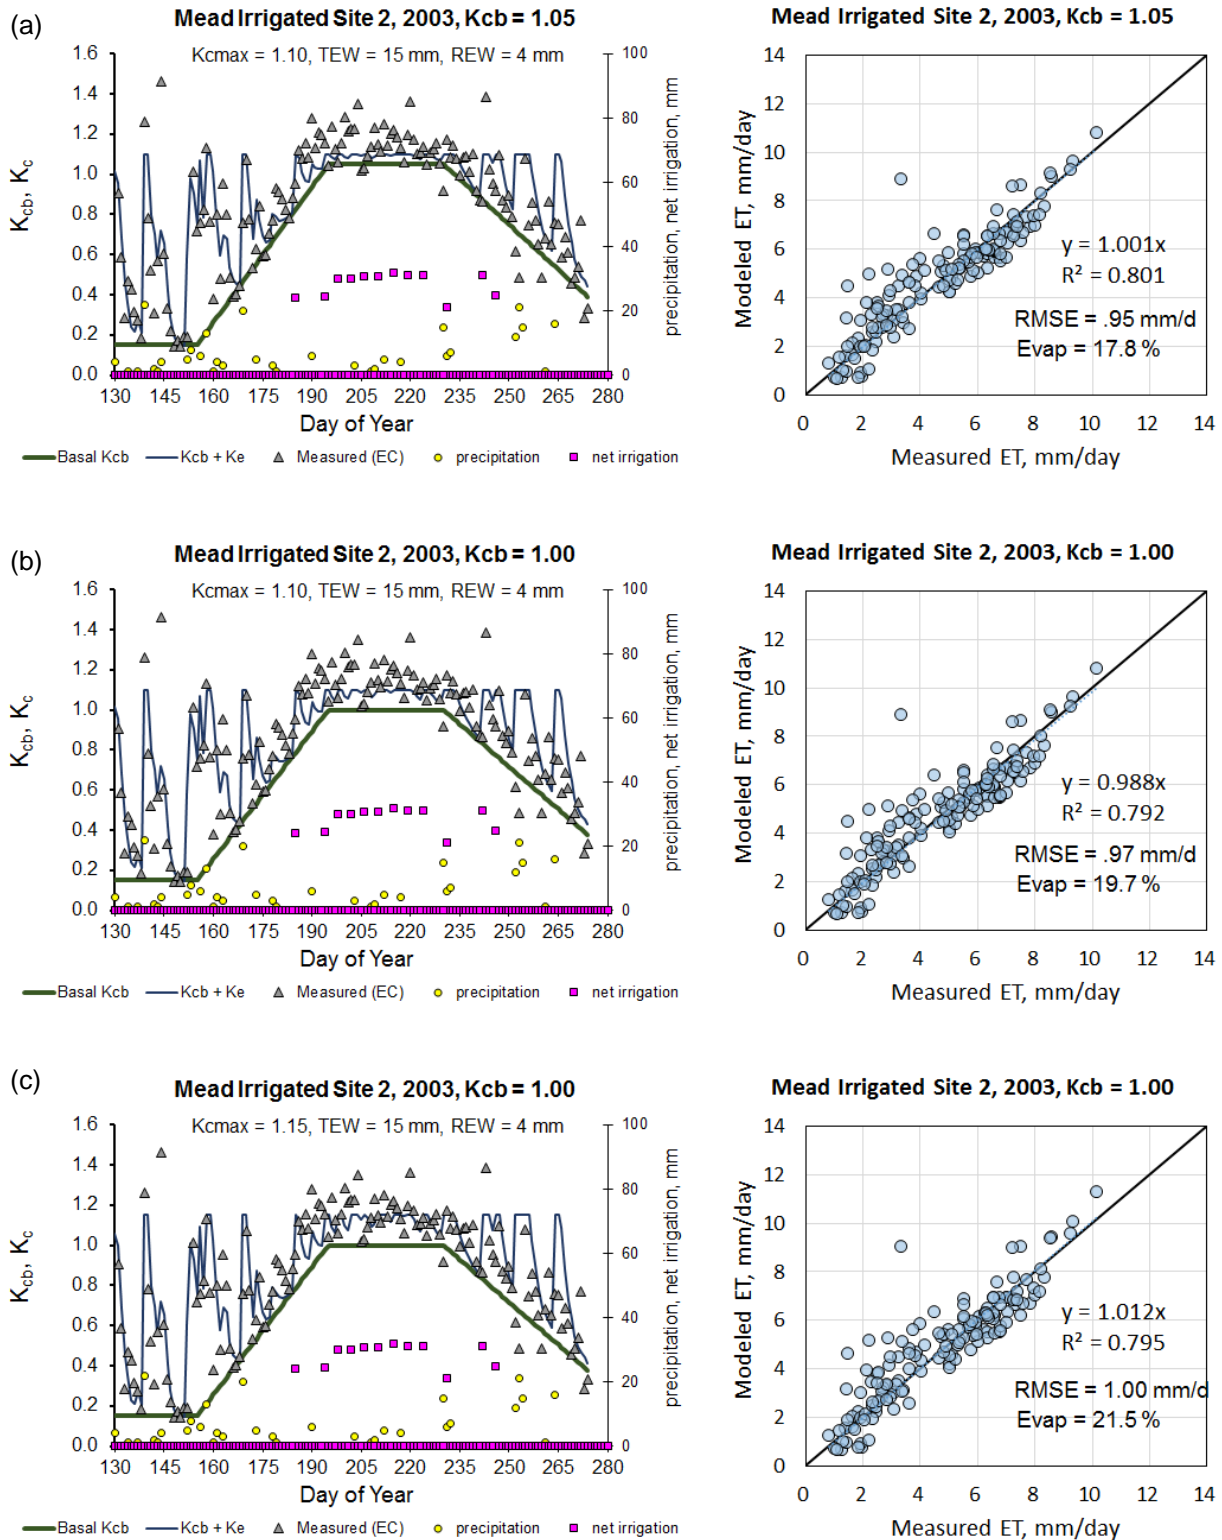 (a)
Mead Irrigated Site 2, 2003, Kcb = 1.05
Kcmax = 1.10, TEW = 15 mm, REW = 4 mm
1.6
1.4
1.2
1.0
0.8
0.6
0.4
0.2
0.0
Kcb, Kc
100
80
60
40
20
0
precipitation, net irrigation, mm
130 145 160 175 190 205 220 235 250 265 280
Day of Year
Basal Kcb Kcb + Ke Measured (EC) precipitation net irrigation
Mead Irrigated Site 2, 2003, Kcb = 1.05
14
12
10
8
6
4
2
0
Modeled ET, mm/day
y = 1.001x
R² = 0.801
RMSE = .95 mm/d
Evap = 17.8 %
0 2 4 6 8 10 12 14
Measured ET, mm/day
(b)
Mead Irrigated Site 2, 2003, Kcb = 1.00
Kcmax = 1.10, TEW = 15 mm, REW = 4 mm
1.6
1.4
1.2
1.0
0.8
0.6
0.4
0.2
0.0
Kcb, Kc
100
80
60
40
20
0
precipitation, net irrigation, mm
130 145 160 175 190 205 220 235 250 265 280
Day of Year
Basal Kcb Kcb + Ke Measured (EC) precipitation net irrigation
Mead Irrigated Site 2, 2003, Kcb = 1.00
14
12
10
8
6
4
2
0
Modeled ET, mm/day
y = 0.988x
R² = 0.792
RMSE = .97 mm/d
Evap = 19.7 %
0 2 4 6 8 10 12 14
Measured ET, mm/day
(c)
Mead Irrigated Site 2, 2003, Kcb = 1.00
Kcmax = 1.15, TEW = 15 mm, REW = 4 mm
1.6
1.4
1.2
1.0
0.8
0.6
0.4
0.2
0.0
Kcb, Kc
100
80
60
40
20
0
precipitation, net irrigation, mm
130 145 160 175 190 205 220 235 250 265 280
Day of Year
Basal Kcb Kcb + Ke Measured (EC) precipitation net irrigation
Mead Irrigated Site 2, 2003, Kcb = 1.00
14
12
10
8
6
4
2
0
Modeled ET, mm/day
y = 1.012x
R² = 0.795
RMSE = 1.00 mm/d
Evap = 21.5 %
0 2 4 6 8 10 12 14
Measured ET, mm/day